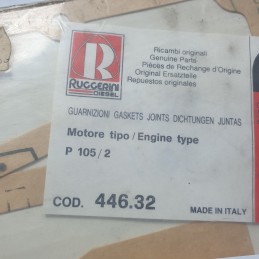 R
RUGGERINI
DIESEL
Ricambi originali
Genuine Parts
Pièces de Rechange d'Origine
Original Ersatzteile
Repuestos originales
GUARNIZIONI GASKETS JOINTS DICHTUNGEN JUNTAS
Motore tipo / Engine type
P 105/2
COD. 446.32
MADE IN ITALY